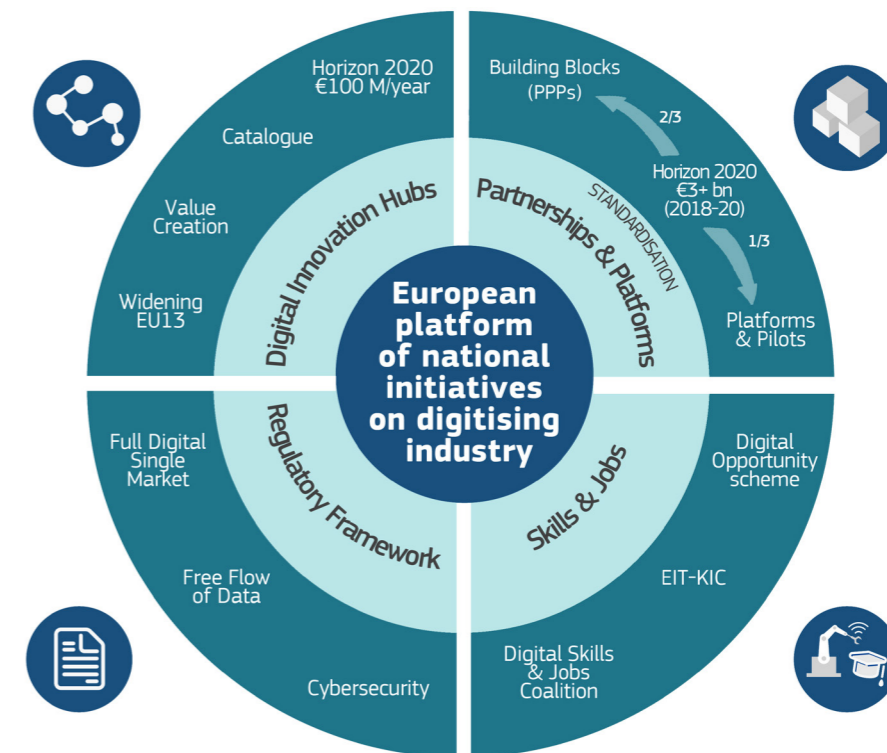 Horizon 2020
€100 M/year
Catalogue
Value
Creation
Widening
EU13
Digital Innovation Hubs
Building Blocks
(PPPs)
2/3
Horizon 2020
€3+ bn
(2018-20)
1/3
Platforms
& Pilots
Partnerships & Platforms
STANDARDISATION
European
platform
of national
initiatives
on digitising
industry
Full Digital
Single
Market
Free Flow
of Data
Cybersecurity
Regulatory Framework
Skills & Jobs
Digital
Opportunity
scheme
EIT-KIC
Digital Skills
& Jobs
Coalition